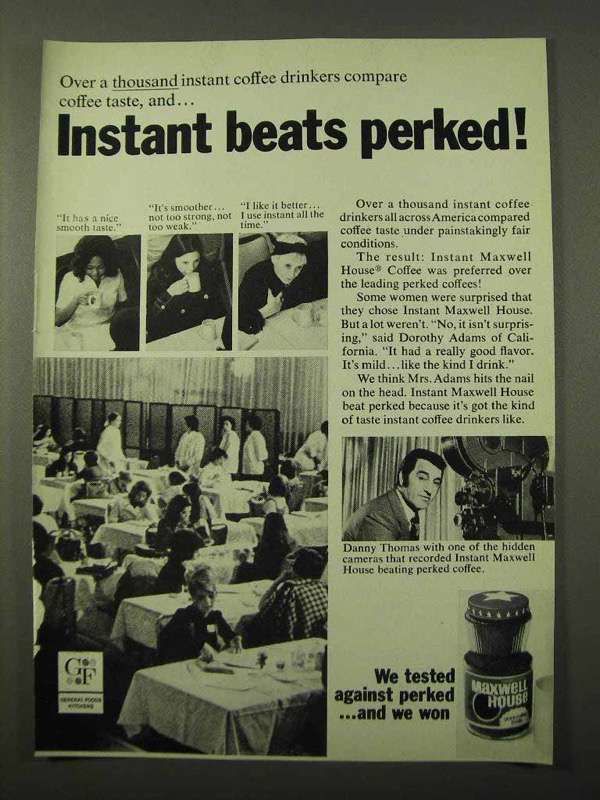 Over a thousand instant coffee drinkers compare
coffee taste, and...
Instant beats perked!
"It has a nice
smooth taste."
"It's smoother...
not too strong, not
too weak."
"I like it better...
I use instant all the
time."
Over a thousand instant coffee
drinkers all across America compared
coffee taste under painstakingly fair
conditions.
The result: Instant Maxwell
House® Coffee was preferred over
the leading perked coffees!
Some women were surprised that
they chose Instant Maxwell House.
But a lot weren't. "No, it isn't surpris-
ing," said Dorothy Adams of Cali-
fornia. "It had a really good flavor.
It's mild...like the kind I drink."
We think Mrs. Adams hits the nail
on the head. Instant Maxwell House
beat perked because it's got the kind
of taste instant coffee drinkers like.
Danny Thomas with one of the hidden
cameras that recorded Instant Maxwell
House beating perked coffee.
GF
GENERAL FOODS
KITCHENS
We tested
against perked
...and we won
MAXWELL
HOUSE